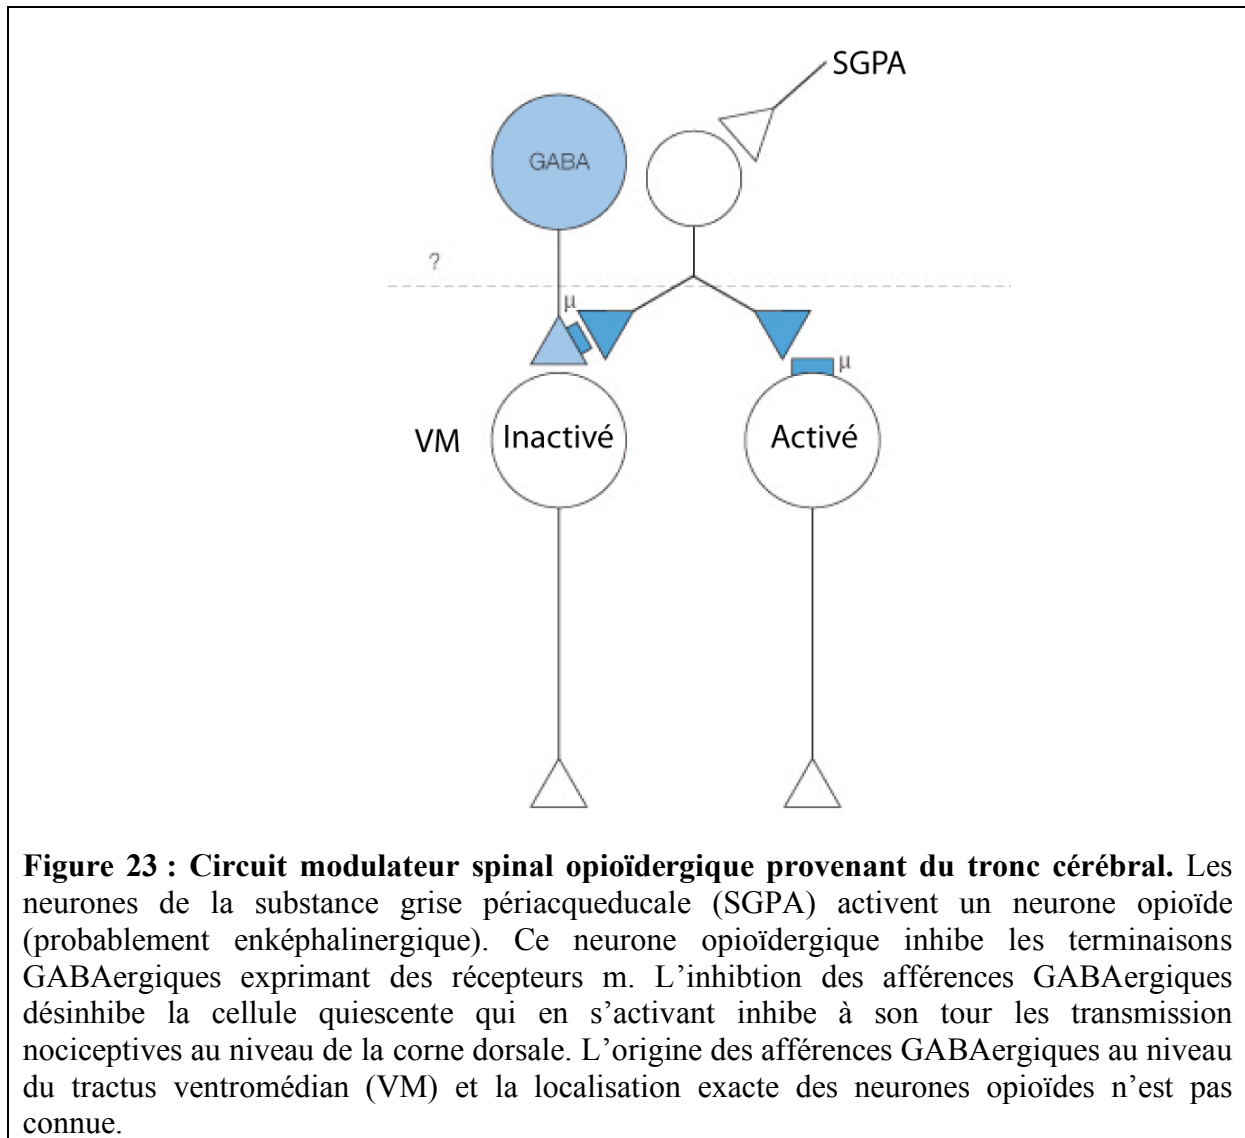 SGPA
GABA
?
μ
μ
VM
Inactivé
Activé
Figure 23 : Circuit modulateur spinal opioïdergique provenant du tronc cérébral. Les
neurones de la substance grise périacqueducale (SGPA) activent un neurone opioïde
(probablement enképhalinergique). Ce neurone opioïdergique inhibe les terminaisons
GABAergiques exprimant des récepteurs m. L'inhibtion des afférences GABAergiques
désinhibe la cellule quiescente qui en s'activant inhibe à son tour les transmission
nociceptives au niveau de la corne dorsale. L'origine des afférences GABAergiques au niveau
du tractus ventromédian (VM) et la localisation exacte des neurones opioïdes n'est pas
connue.